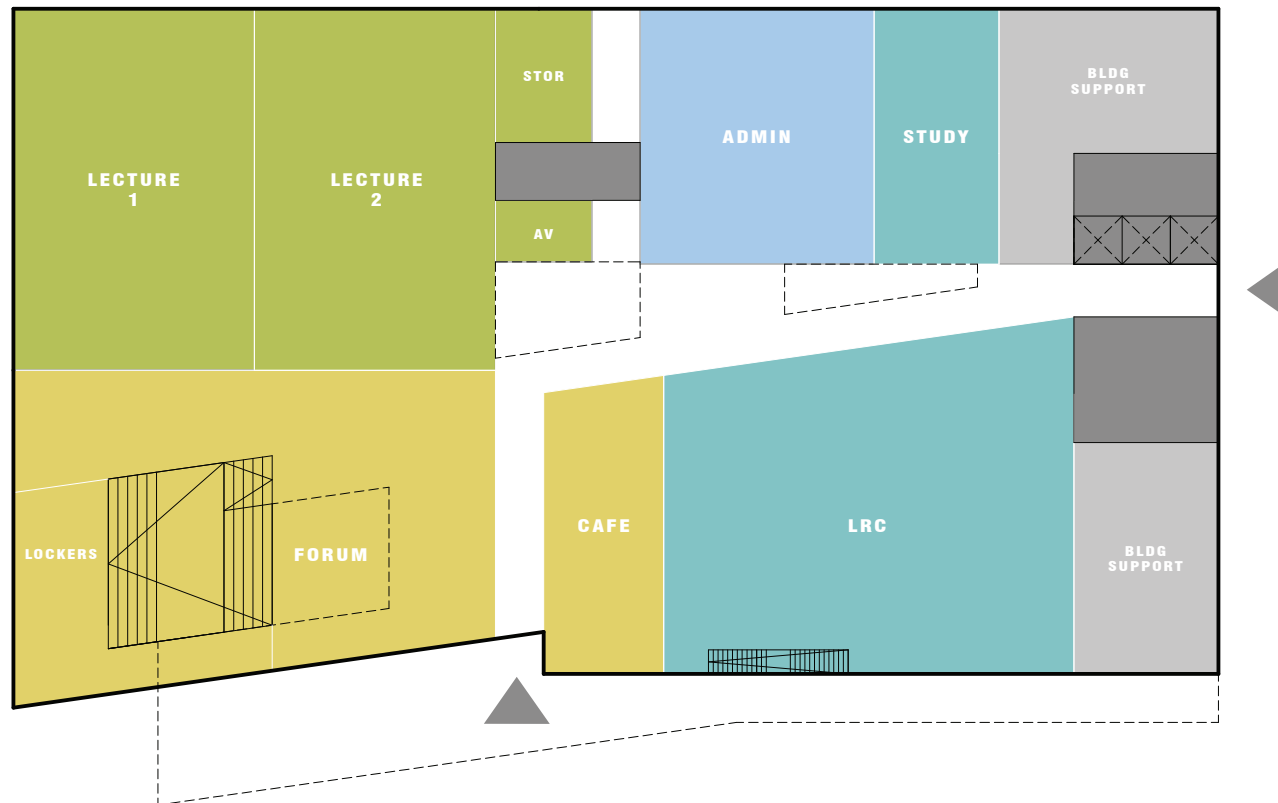 LECTURE
1
LECTURE
2
STOR
AV
ADMIN
STUDY
BLDG
SUPPORT
LOCKERS
FORUM
CAFE
LRC
BLDG
SUPPORT